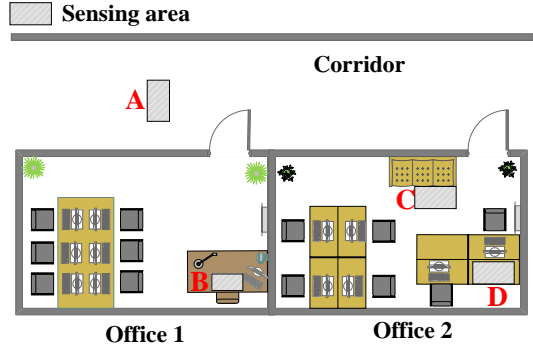 Sensing area
Corridor
A
C
B
D
Office 1
Office 2